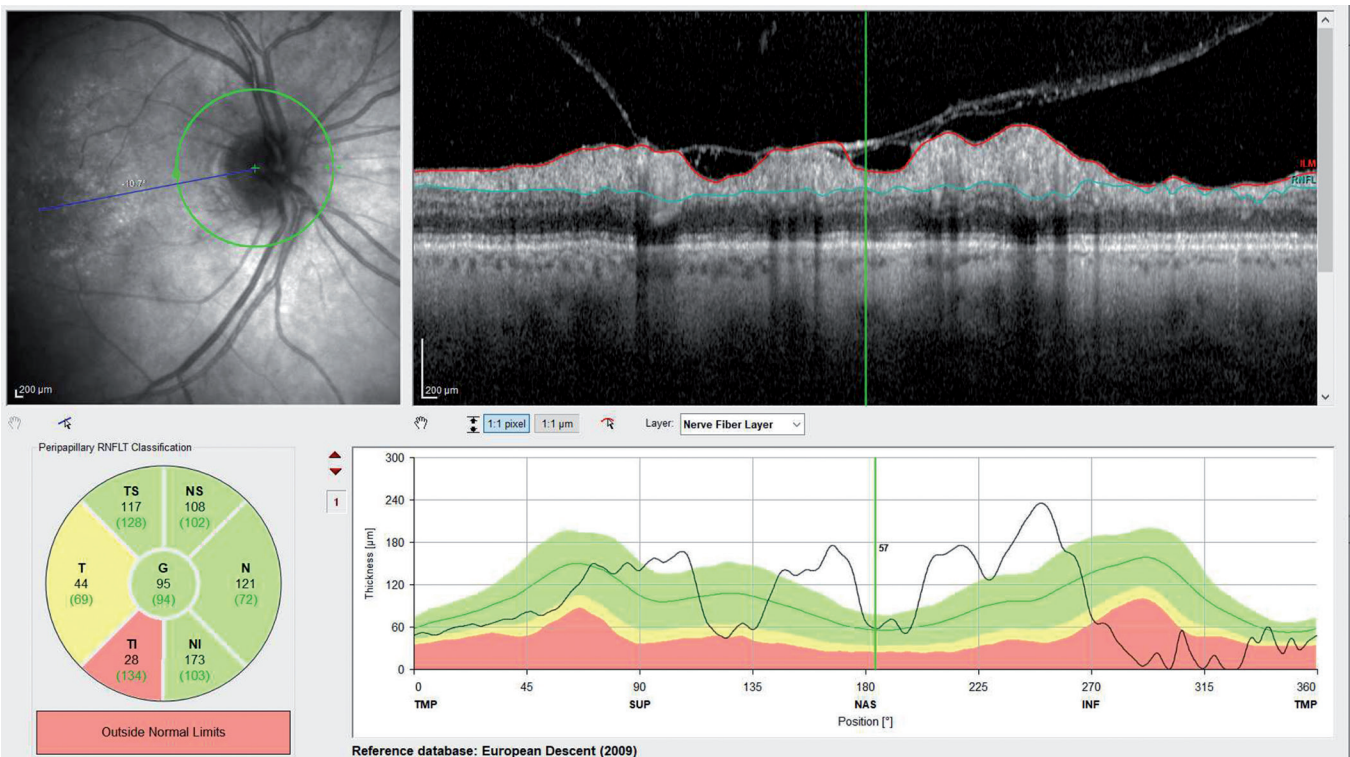 -10.7°
200 µm
ILM
RNFL
200 µm
1:1 pixel
1:1 µm
Layer:
Nerve Fiber Layer
Peripapillary RNFLT Classification
TS
117
(128)
NS
108
(102)
T
44
(69)
G
95
(94)
N
121
(72)
TI
28
(134)
NI
173
(103)
Outside Normal Limits
1
Thickness [µm]
300
240
180
120
60
0
57
0 45 90 135 180 225 270 315 360
TMP SUP NAS INF TMP
Position [°]
Reference database: European Descent (2009)